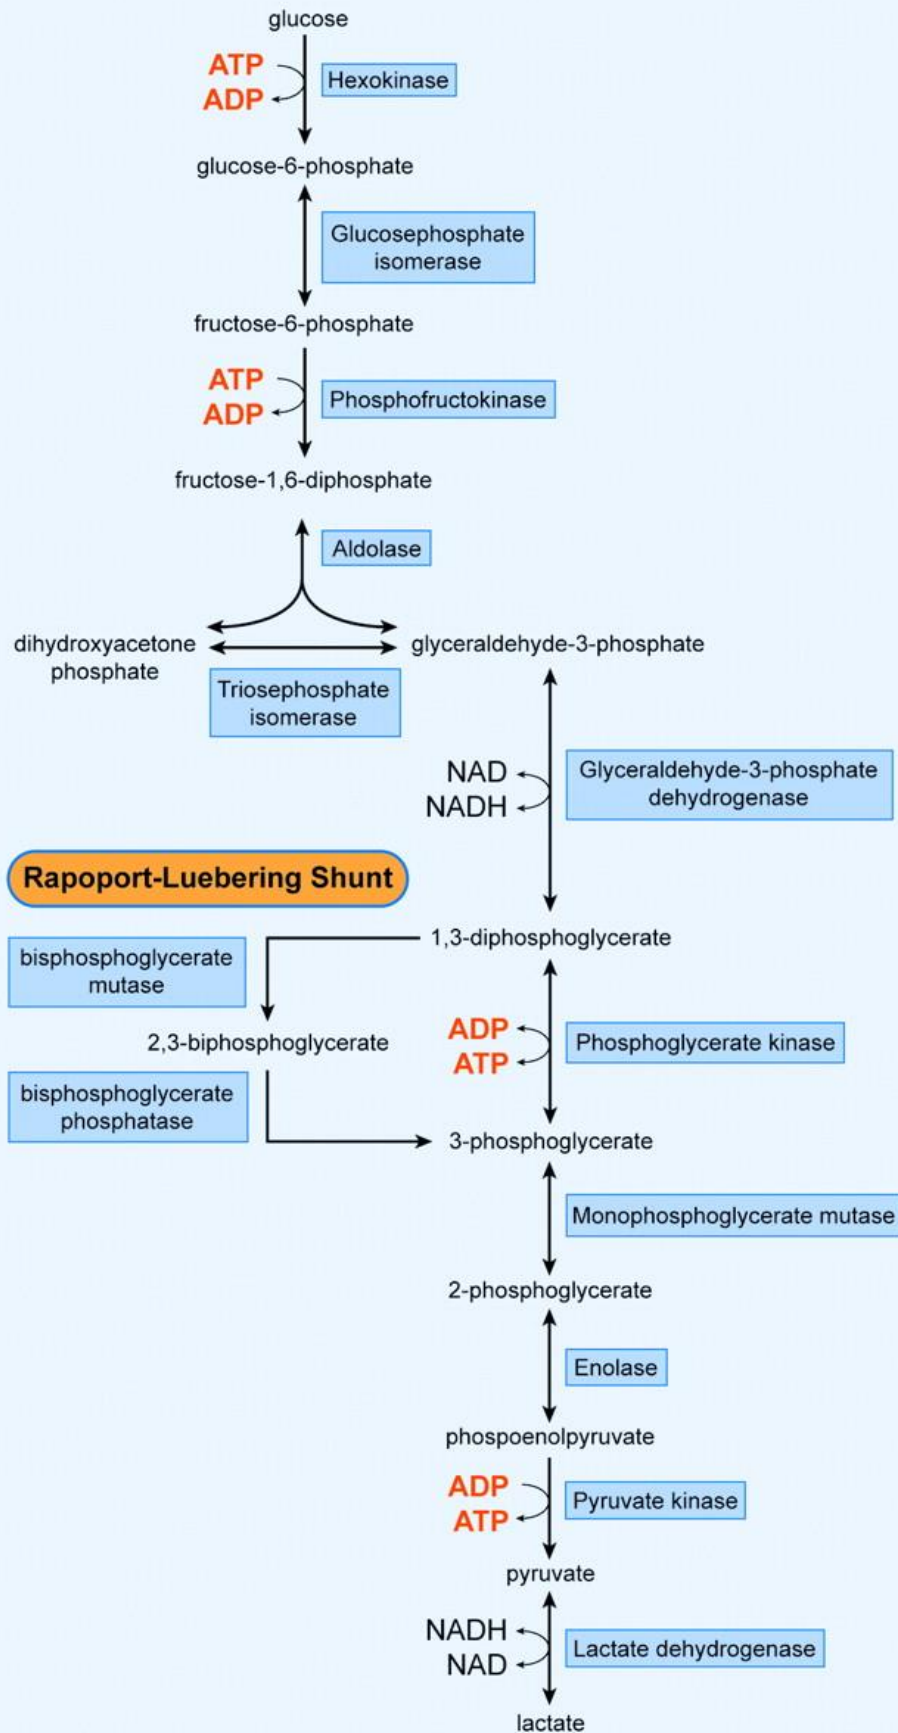 glucose
ATP
ADP
Hexokinase
glucose-6-phosphate
Glucosephosphate
isomerase
fructose-6-phosphate
ATP
ADP
Phosphofructokinase
fructose-1,6-diphosphate
Aldolase
dihydroxyacetone
phosphate
glyceraldehyde-3-phosphate
Triosephosphate
isomerase
NAD
NADH
Glyceraldehyde-3-phosphate
dehydrogenase
Rapoport-Luebering Shunt
1,3-diphosphoglycerate
bisphosphoglycerate
mutase
2,3-biphosphoglycerate
ADP
ATP
Phosphoglycerate kinase
bisphosphoglycerate
phosphatase
3-phosphoglycerate
Monophosphoglycerate mutase
2-phosphoglycerate
Enolase
phospoenolpyruvate
ADP
ATP
Pyruvate kinase
pyruvate
NADH
NAD
Lactate dehydrogenase
lactate